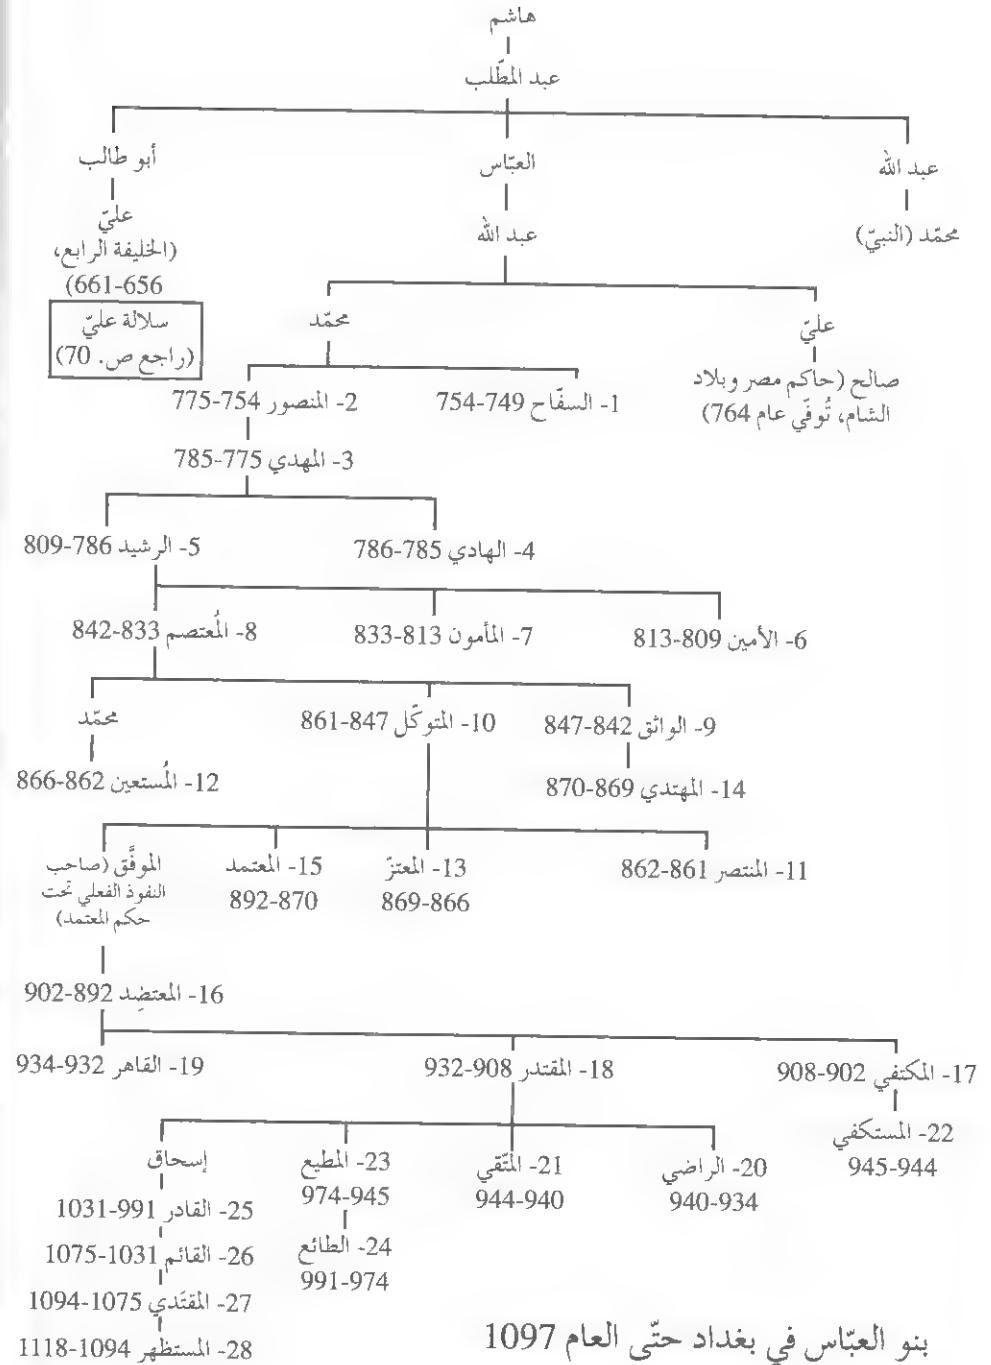 هاشم
عبد المطّلب
عبد الله
العبّاس
أبو طالب
محمّد (النبيّ)
عبد الله
عليّ
(الخليفة الرابع،
661-656)
سلالة عليّ
(راجع ص. 70)
عليّ
محمّد
صالح (حاكم مصر وبلاد
الشام، تُوفّي عام 764)
1- السفّاح 749-754
2- المنصور 754-775
3- المهدي 775-785
4- الهادي 785-786
5- الرشيد 786-809
6- الأمين 809-813
7- المأمون 813-833
8- المُعتصم 833-842
9- الواثق 842-847
10- المتوكّل 847-861
محمّد
14- المهتدي 869-870
12- المُستعين 862-866
11- المنتصر 861-862
13- المعتزّ
869-866
15- المعتمد
892-870
الموفَّق (صاحب
النفوذ الفعلي تحت
حكم المعتمد)
16- المعتضِد 892-902
17- المكتفي 902-908
18- المقتدر 908-932
19- القاهر 932-934
22- المستكفي
945-944
20- الراضي
940-934
21- المتّقي
944-940
23- المطيع
974-945
إسحاق
24- الطائع
991-974
25- القادر 991-1031
26- القائم 1031-1075
27- المقتَدي 1075-1094
28- المستظهر 1094-1118
بنو العبّاس في بغداد حتّى العام 1097